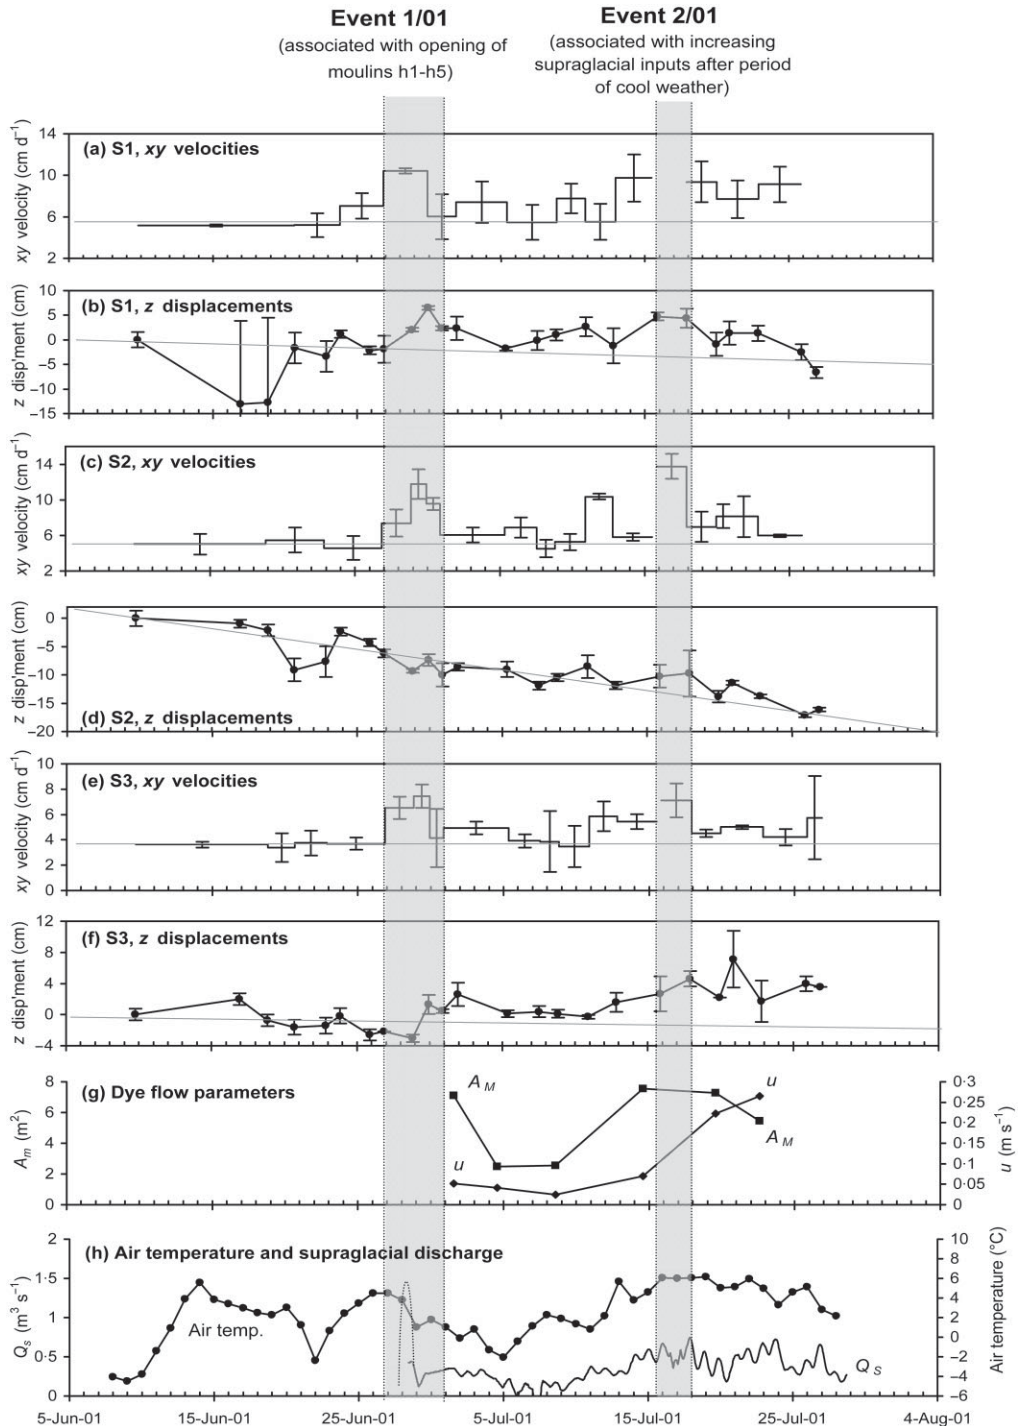 Event 1/01
(associated with opening of
moulins h1-h5)
Event 2/01
(associated with increasing
supraglacial inputs after period
of cool weather)
(a) S1, xy velocities
xy velocity (cm d⁻¹)
14
10
6
2
(b) S1, z displacements
z disp'ment (cm)
10
5
0
−5
−10
−15
(c) S2, xy velocities
xy velocity (cm d⁻¹)
14
10
6
2
z disp'ment (cm)
0
−5
−10
−15
−20
(d) S2, z displacements
(e) S3, xy velocities
xy velocity (cm d⁻¹)
10
8
6
4
2
0
(f) S3, z displacements
z disp'ment (cm)
12
8
4
0
−4
(g) Dye flow parameters
Aₘ (m²)
8
6
4
2
0
A M
u
u
A M
0·3
0·25
0·2
0·15
0·1
0·05
0
u (m s⁻¹)
(h) Air temperature and supraglacial discharge
Qₛ (m³ s⁻¹)
2
1·5
1
0·5
0
Air temp.
Q S
10
8
6
4
2
0
−2
−4
−6
Air temperature (°C)
5-Jun-01 15-Jun-01 25-Jun-01 5-Jul-01 15-Jul-01 25-Jul-01 4-Aug-01